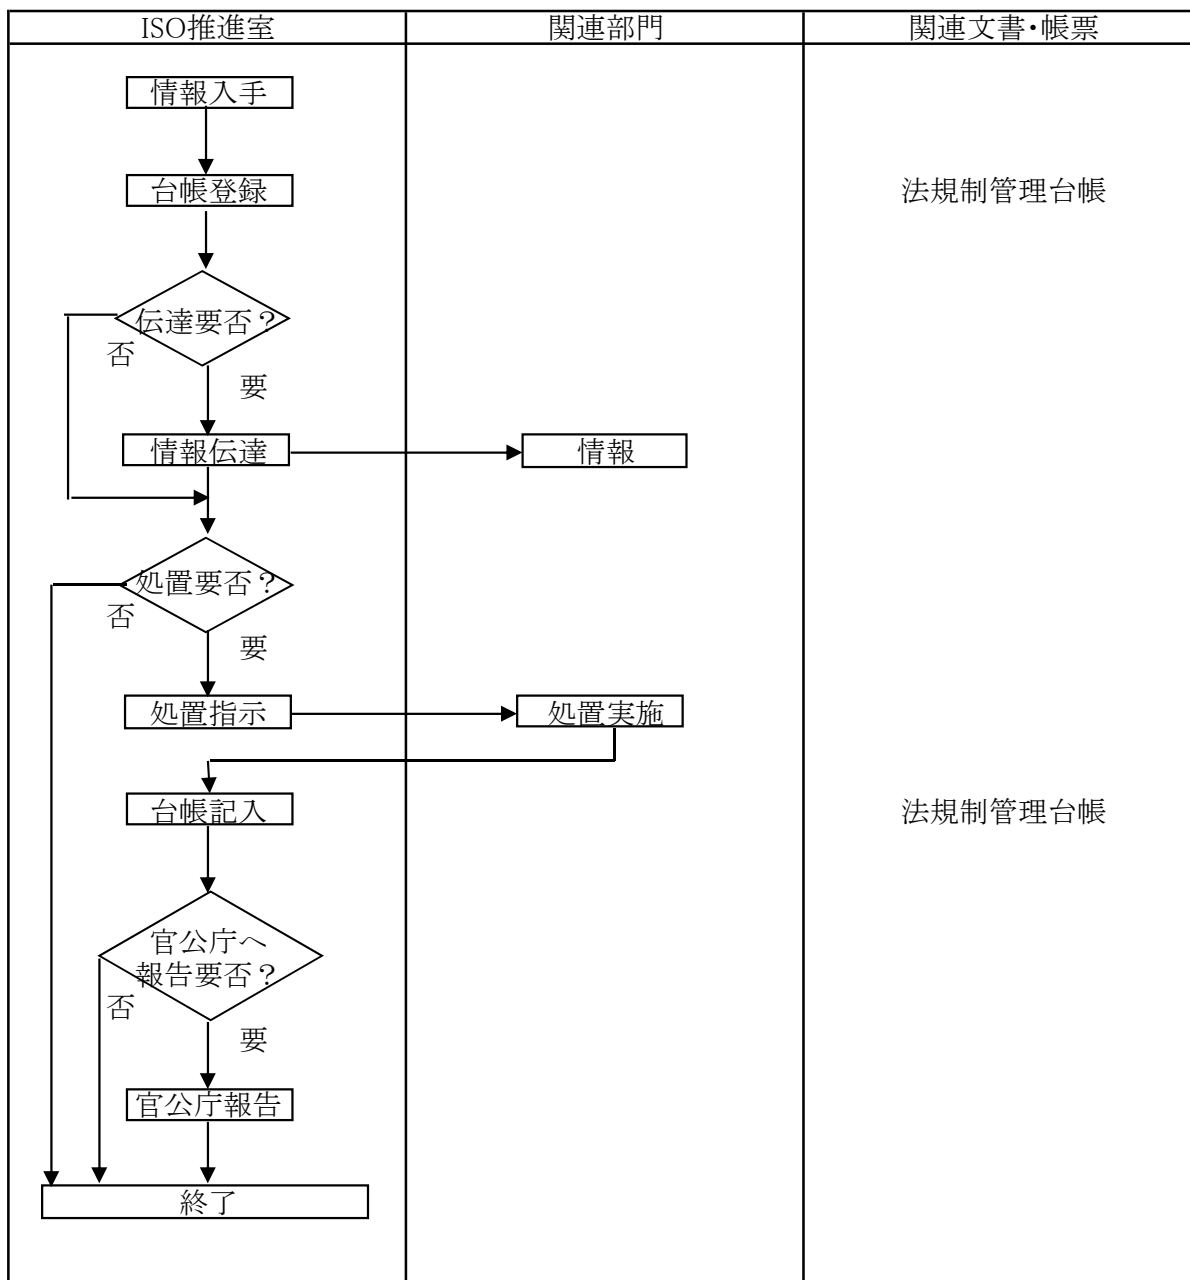 ISO推進室
関連部門
関連文書・帳票
情報入手
台帳登録
法規制管理台帳
伝達要否？
否
要
情報伝達
情報
処置要否？
否
要
処置指示
処置実施
台帳記入
法規制管理台帳
官公庁へ
報告要否？
否
要
官公庁報告
終了